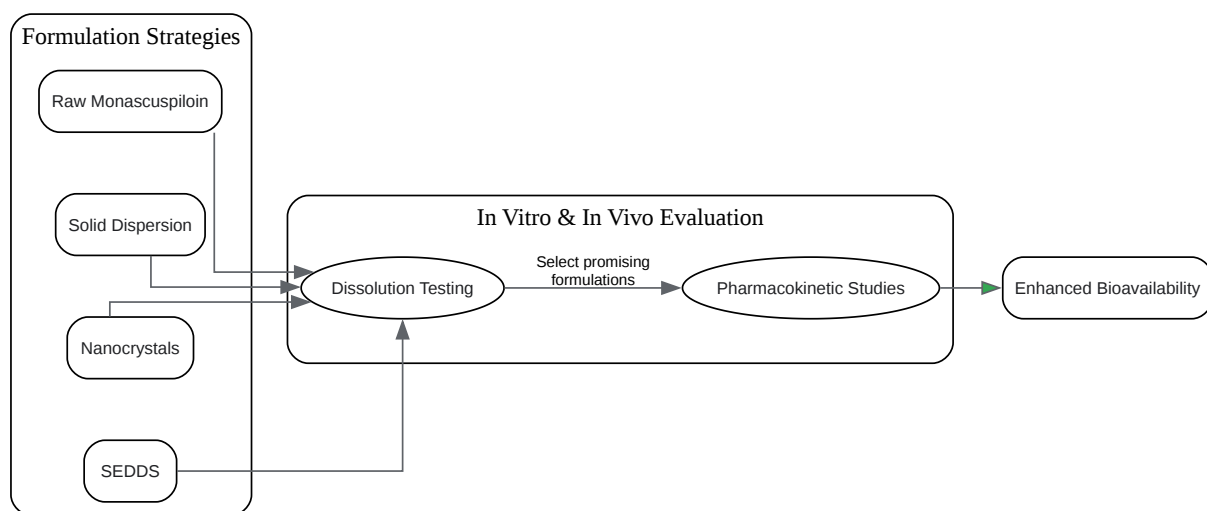 Formulation Strategies
Raw Monascuspiloin
Solid Dispersion
Nanocrystals
SEDDS
In Vitro & In Vivo Evaluation
Dissolution Testing
Select promising
formulations
Pharmacokinetic Studies
Enhanced Bioavailability